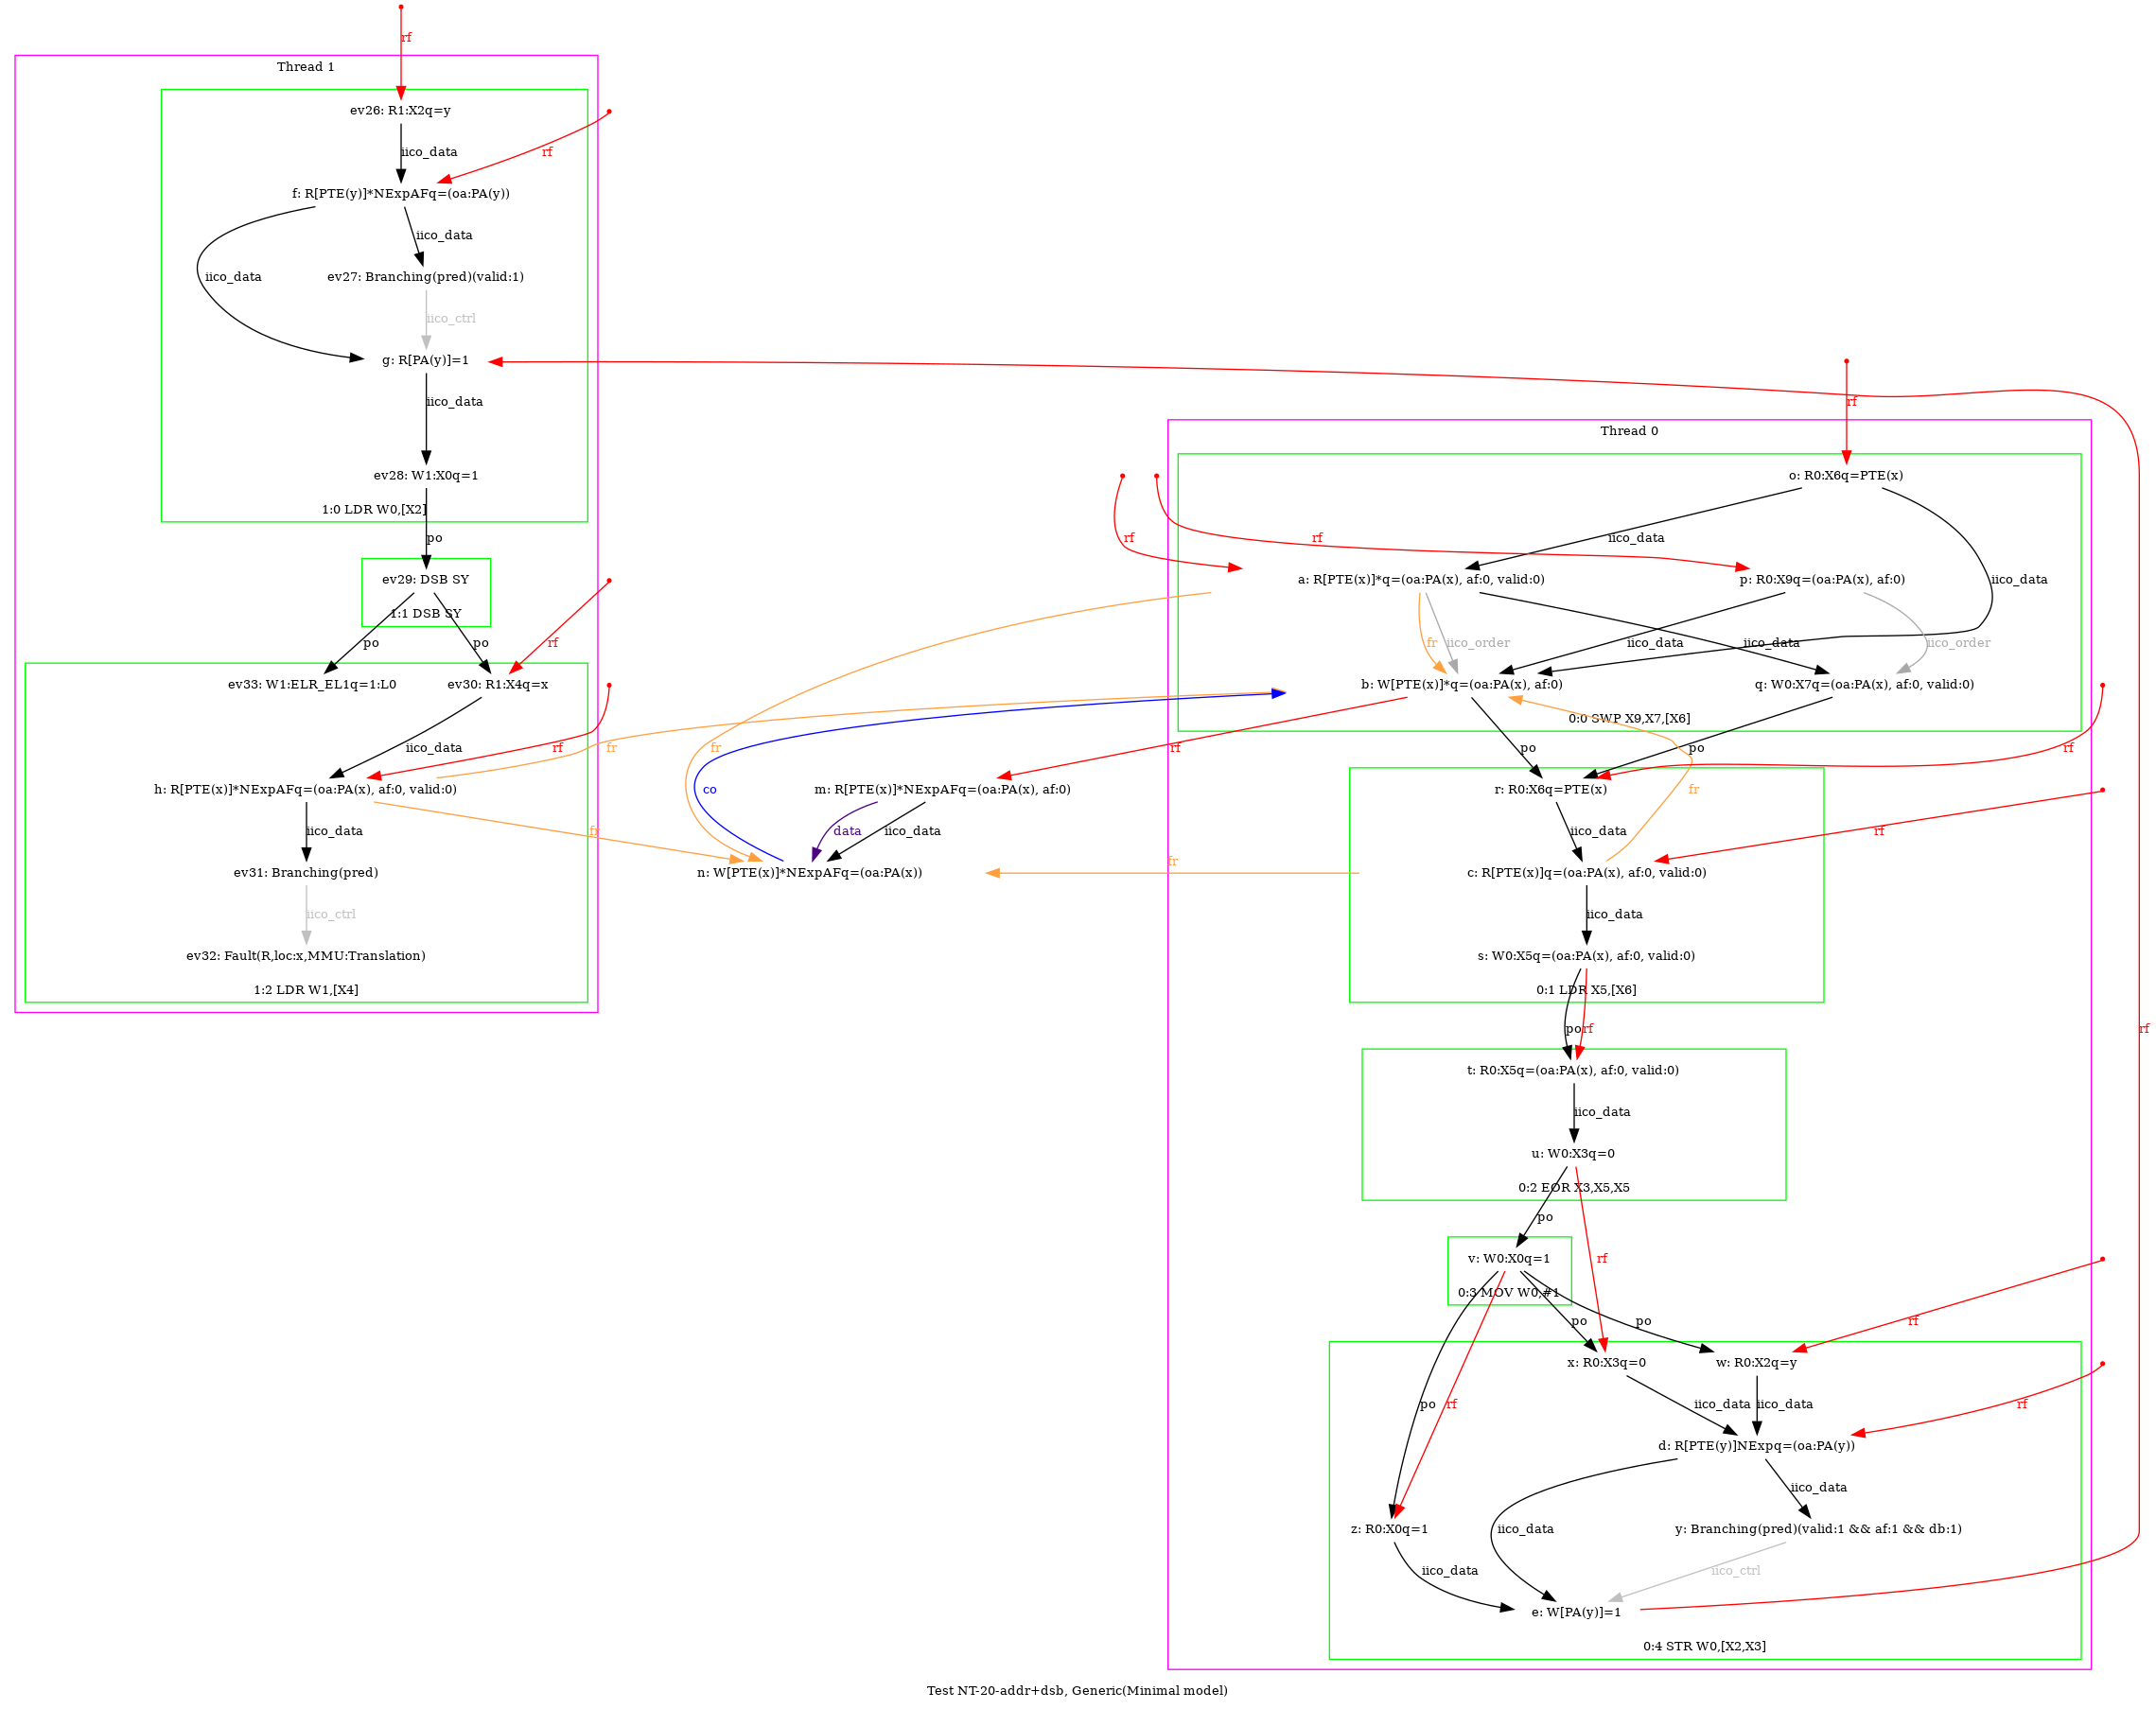 rf
Thread 1
ev26: R1:X2q=y
iico_data
rf
f: R[PTE(y)]*NExpAFq=(oa:PA(y))
iico_data
iico_data
ev27: Branching(pred)(valid:1)
iico_ctrl
g: R[PA(y)]=1
iico_data
ev28: W1:X0q=1
1:0 LDR W0,[X2]
po
ev29: DSB SY
1:1 DSB SY
po
po
rf
ev33: W1:ELR_EL1q=1:L0
ev30: R1:X4q=x
iico_data
rf
fr
h: R[PTE(x)]*NExpAFq=(oa:PA(x), af:0, valid:0)
iico_data
fr
ev31: Branching(pred)
iico_ctrl
ev32: Fault(R,loc:x,MMU:Translation)
1:2 LDR W1,[X4]
fr
co
rf
m: R[PTE(x)]*NExpAFq=(oa:PA(x), af:0)
data
iico_data
n: W[PTE(x)]*NExpAFq=(oa:PA(x))
fr
rf
Thread 0
o: R0:X6q=PTE(x)
rf
rf
iico_data
iico_data
a: R[PTE(x)]*q=(oa:PA(x), af:0, valid:0)
p: R0:X9q=(oa:PA(x), af:0)
fr
iico_order
iico_data
iico_data
iico_order
b: W[PTE(x)]*q=(oa:PA(x), af:0)
q: W0:X7q=(oa:PA(x), af:0, valid:0)
0:0 SWP X9,X7,[X6]
po
po
rf
r: R0:X6q=PTE(x)
iico_data
fr
rf
c: R[PTE(x)]q=(oa:PA(x), af:0, valid:0)
iico_data
s: W0:X5q=(oa:PA(x), af:0, valid:0)
0:1 LDR X5,[X6]
po
rf
rf
t: R0:X5q=(oa:PA(x), af:0, valid:0)
iico_data
u: W0:X3q=0
0:2 EOR X3,X5,X5
po
rf
v: W0:X0q=1
0:3 MOV W0,#1
po
po
rf
x: R0:X3q=0
w: R0:X2q=y
po
rf
iico_data
iico_data
rf
d: R[PTE(y)]NExpq=(oa:PA(y))
iico_data
iico_data
z: R0:X0q=1
y: Branching(pred)(valid:1 && af:1 && db:1)
iico_data
iico_ctrl
e: W[PA(y)]=1
0:4 STR W0,[X2,X3]
Test NT-20-addr+dsb, Generic(Minimal model)